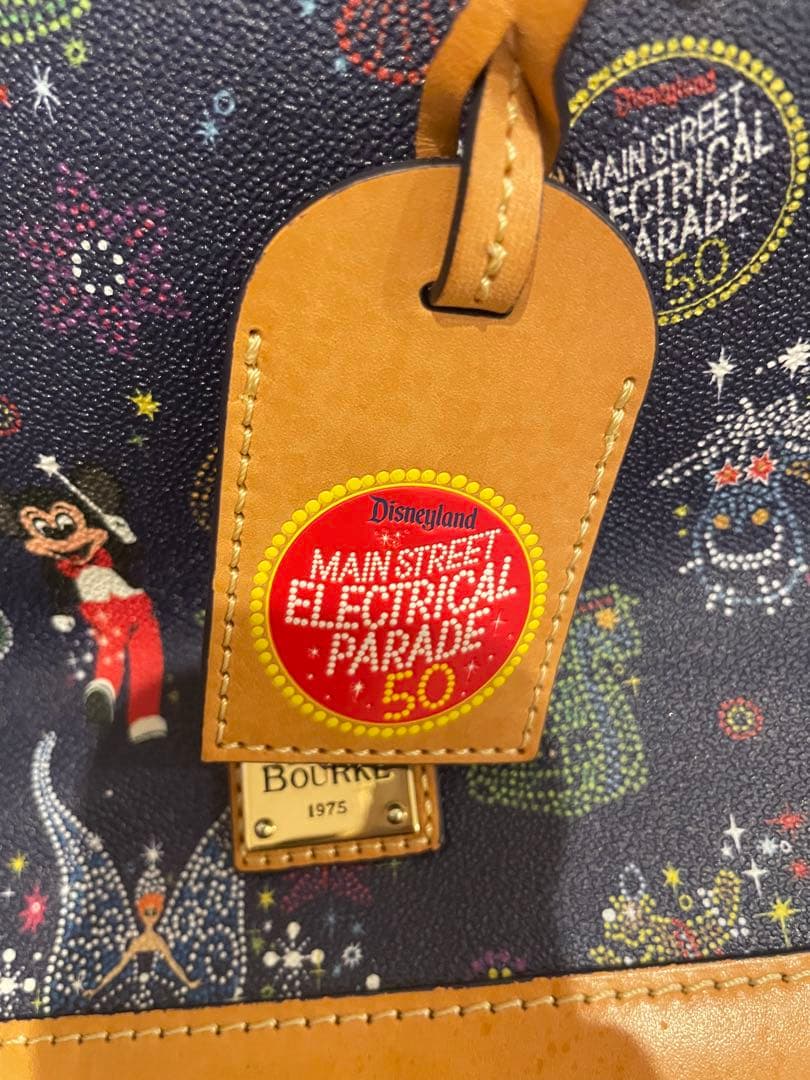 Disneyland
MAIN STREET
ELECTRICAL
PARADE
50
Disneyland
MAIN STREET
ELECTRICAL
PARADE
50
BOURKE
1975